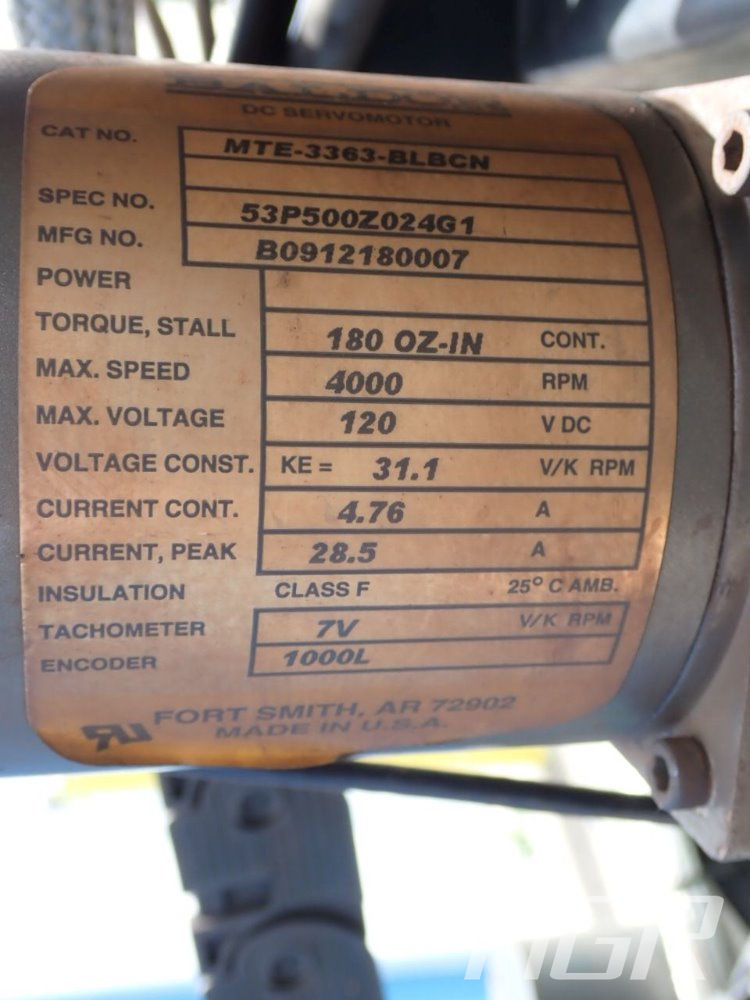 DC SERVOMOTOR
CAT NO. MTE-3363-BLBCN
SPEC NO. 53P500Z024G1
MFG NO. B0912180007
POWER
TORQUE, STALL 180 OZ-IN CONT.
MAX. SPEED 4000 RPM
MAX. VOLTAGE 120 V DC
VOLTAGE CONST. KE = 31.1 V/K RPM
CURRENT CONT. 4.76 A
CURRENT, PEAK 28.5 A
INSULATION CLASS F 25° C AMB.
TACHOMETER 7V V/K RPM
ENCODER 1000L
FORT SMITH, AR 72902
MADE IN U.S.A.
HGR